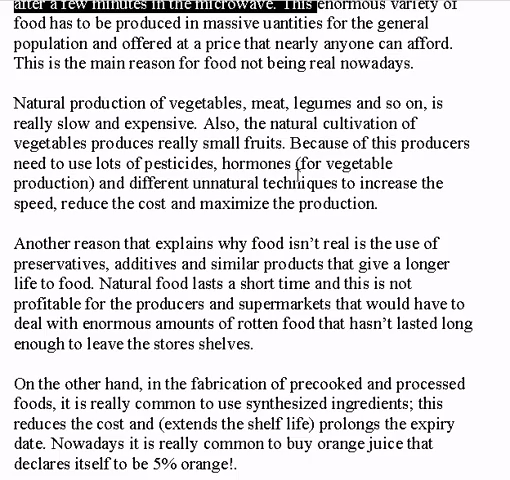 after a few minutes in the microwave. This enormous variety of
food has to be produced in massive uantities for the general
population and offered at a price that nearly anyone can afford.
This is the main reason for food not being real nowadays.
Natural production of vegetables, meat, legumes and so on, is
really slow and expensive. Also, the natural cultivation of
vegetables produces really small fruits. Because of this producers
need to use lots of pesticides, hormones (for vegetable
production) and different unnatural techniques to increase the
speed, reduce the cost and maximize the production.
Another reason that explains why food isn’t real is the use of
preservatives, additives and similar products that give a longer
life to food. Natural food lasts a short time and this is not
profitable for the producers and supermarkets that would have to
deal with enormous amounts of rotten food that hasn’t lasted long
enough to leave the stores shelves.
On the other hand, in the fabrication of precooked and processed
foods, it is really common to use synthesized ingredients; this
reduces the cost and (extends the shelf life) prolongs the expiry
date. Nowadays it is really common to buy orange juice that
declares itself to be 5% orange!.